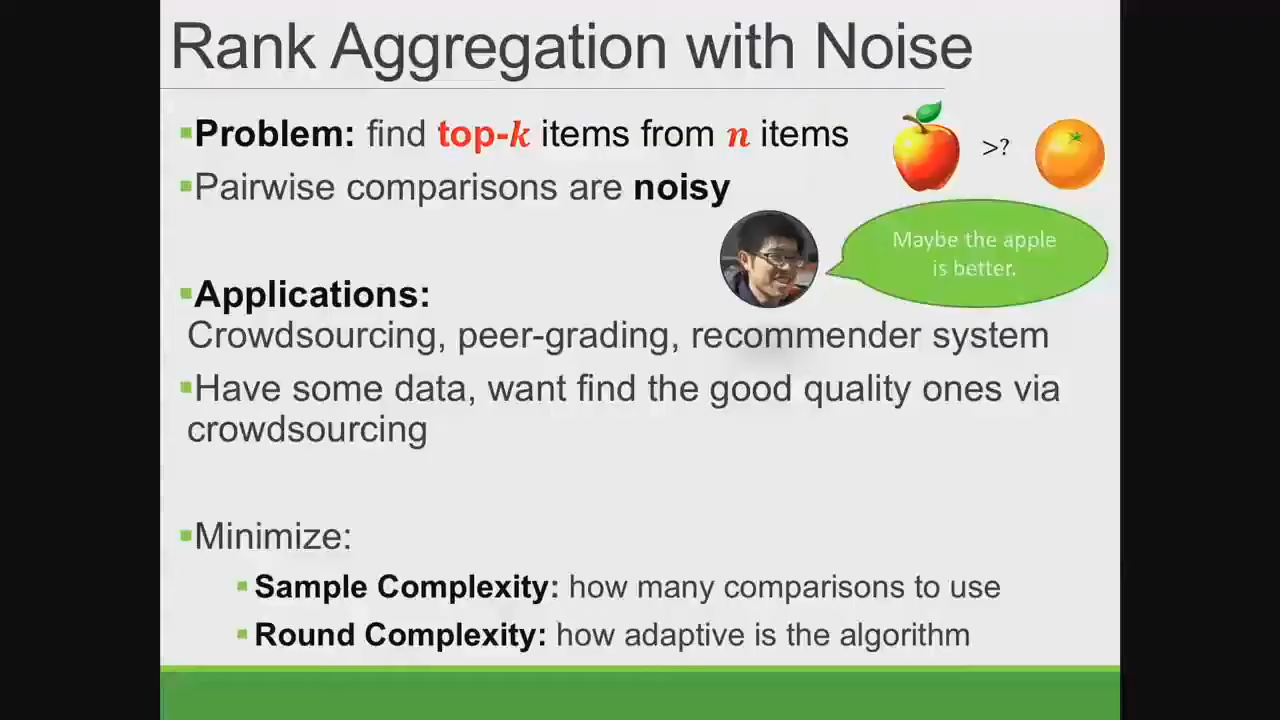 Rank Aggregation with Noise
Problem: find top-k items from n items
>?
Pairwise comparisons are noisy
Maybe the apple
is better.
Applications:
Crowdsourcing, peer-grading, recommender system
Have some data, want find the good quality ones via
crowdsourcing
Minimize:
Sample Complexity: how many comparisons to use
Round Complexity: how adaptive is the algorithm